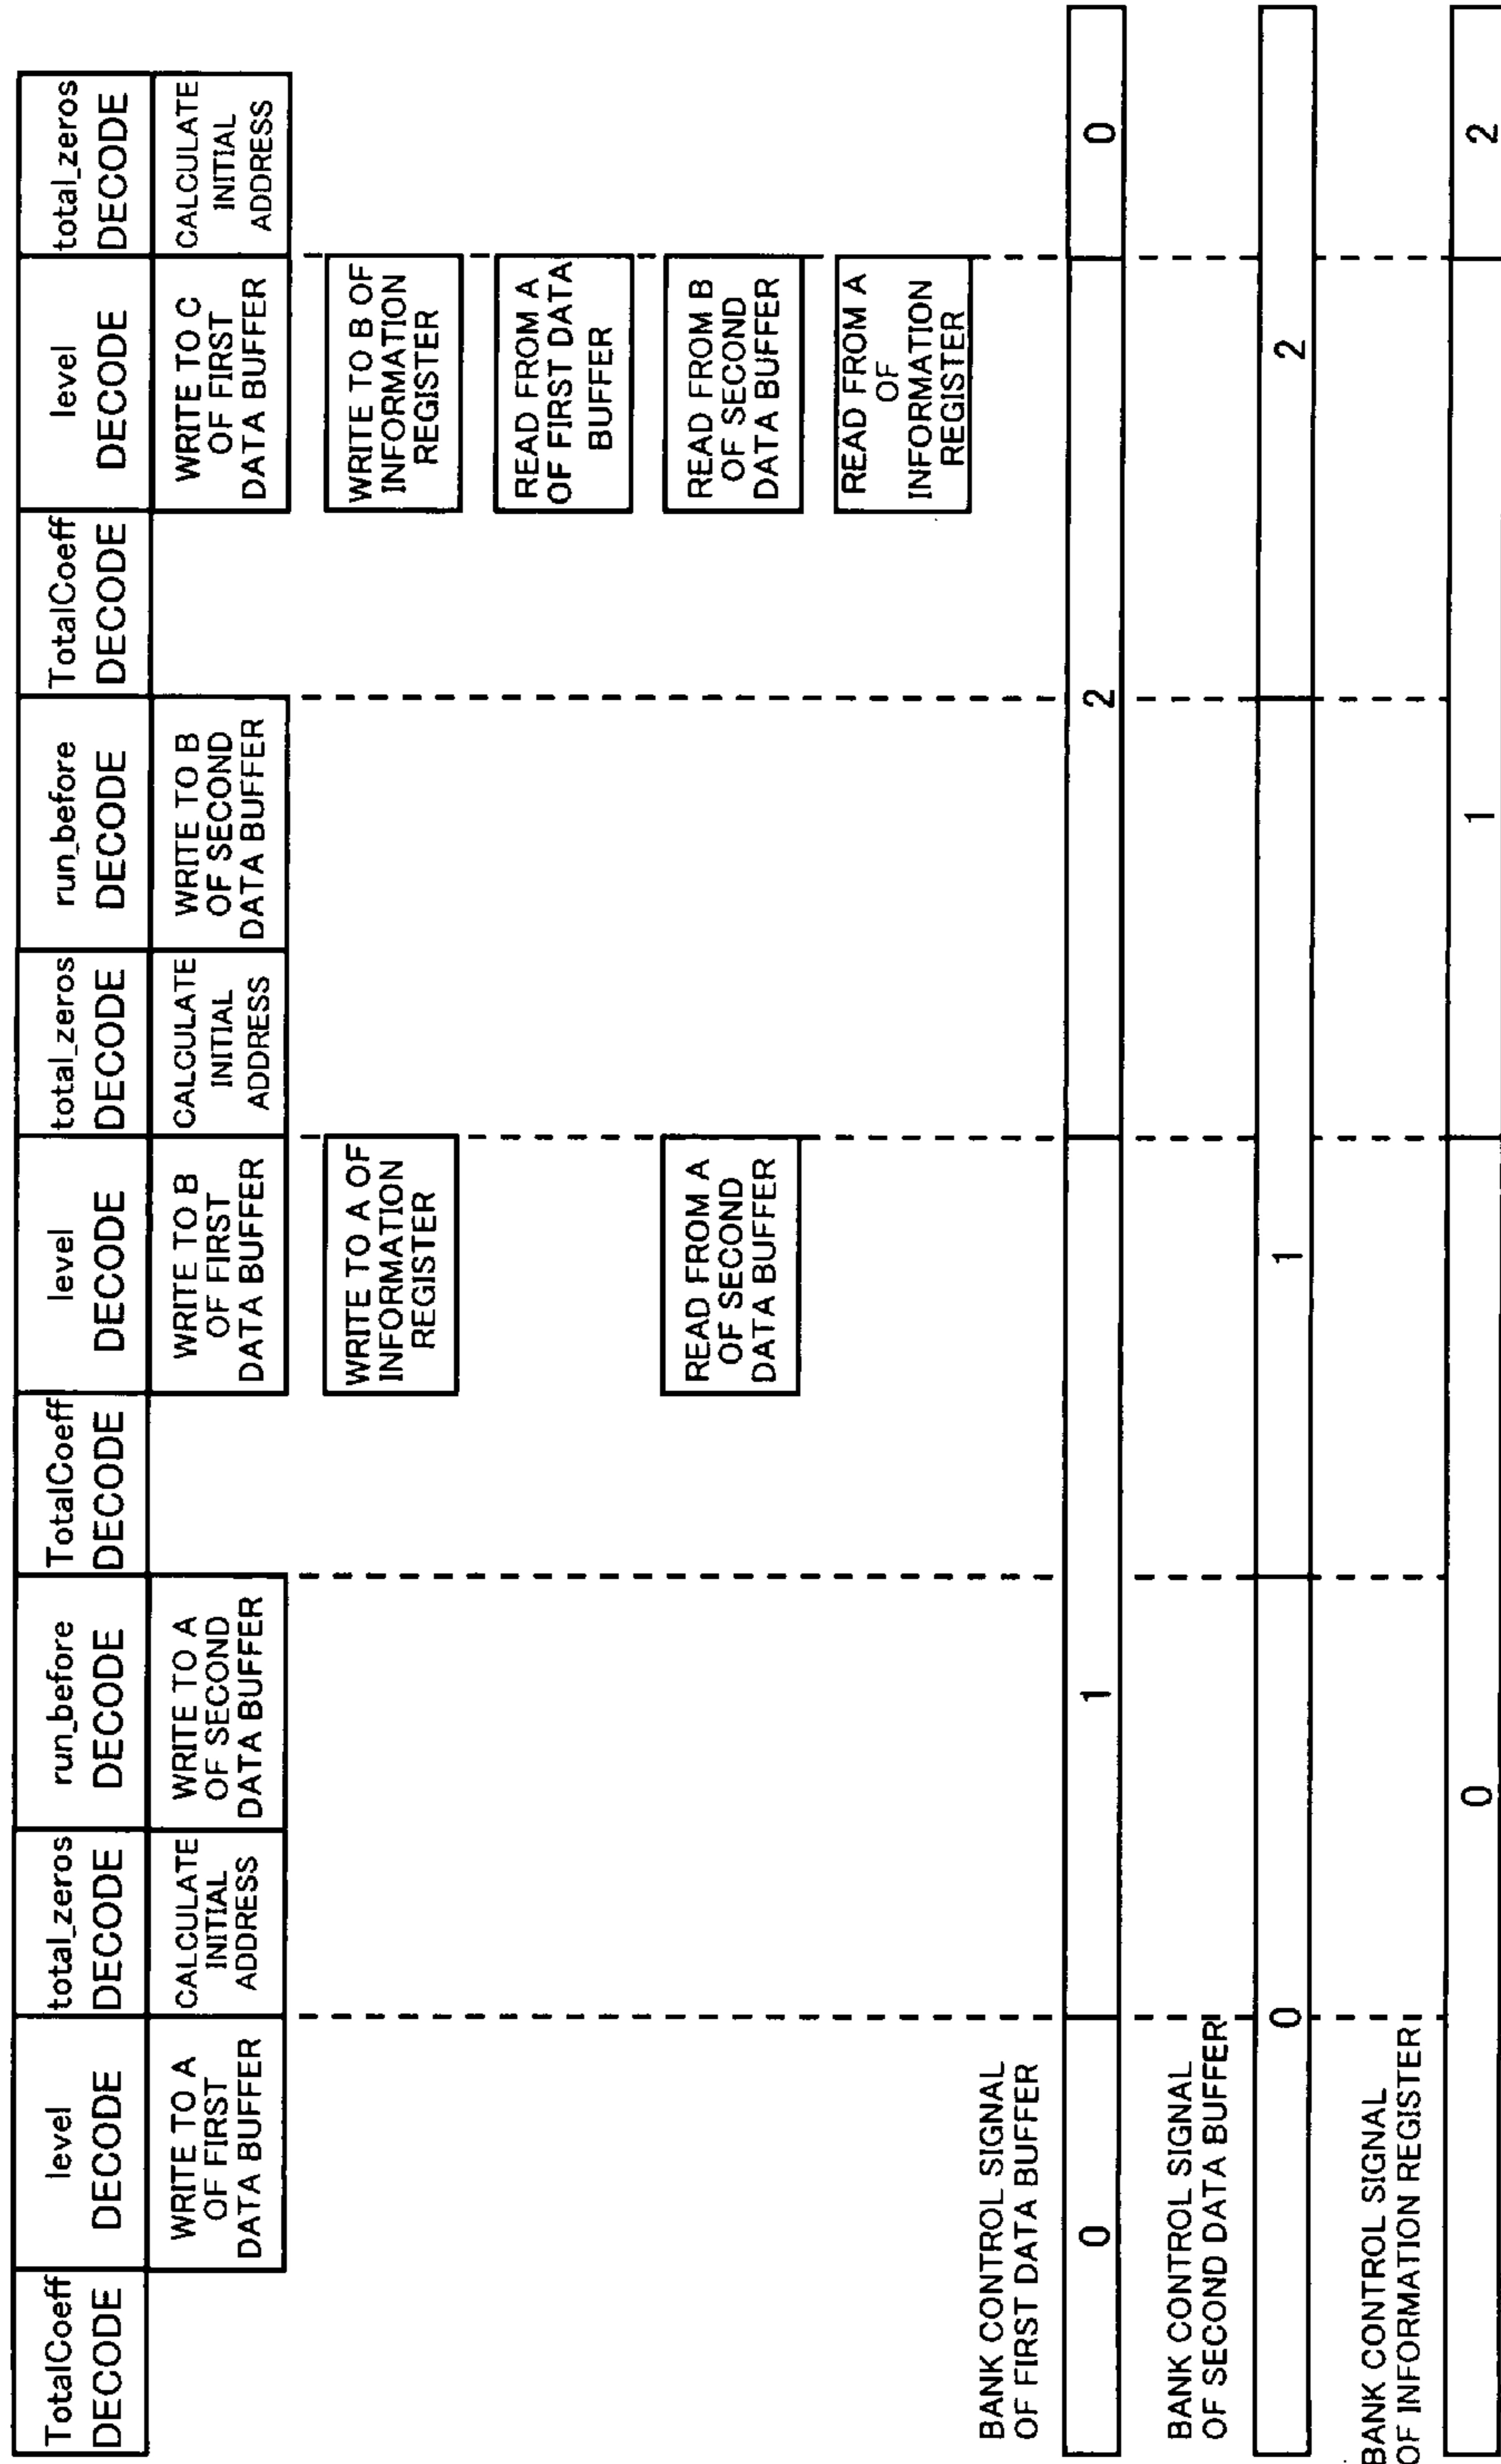 TotalCoeff
DECODE
level
DECODE
total_zeros
DECODE
run_before
DECODE
TotalCoeff
DECODE
level
DECODE
total_zeros
DECODE
run_before
DECODE
TotalCoeff
DECODE
level
DECODE
total_zeros
DECODE
WRITE TO A
OF FIRST
DATA BUFFER
CALCULATE
INITIAL
ADDRESS
WRITE TO A
OF SECOND
DATA BUFFER
WRITE TO B
OF FIRST
DATA BUFFER
CALCULATE
INITIAL
ADDRESS
WRITE TO B
OF SECOND
DATA BUFFER
WRITE TO C
OF FIRST
DATA BUFFER
CALCULATE
INITIAL
ADDRESS
WRITE TO A OF
INFORMATION
REGISTER
WRITE TO B OF
INFORMATION
REGISTER
READ FROM A
OF FIRST DATA
BUFFER
READ FROM A
OF SECOND
DATA BUFFER
READ FROM B
OF SECOND
DATA BUFFER
READ FROM A
OF
INFORMATION
REGISTER
BANK CONTROL SIGNAL
OF FIRST DATA BUFFER
0
1
2
0
BANK CONTROL SIGNAL
OF SECOND DATA BUFFER
0
1
2
BANK CONTROL SIGNAL
OF INFORMATION REGISTER
0
1
2